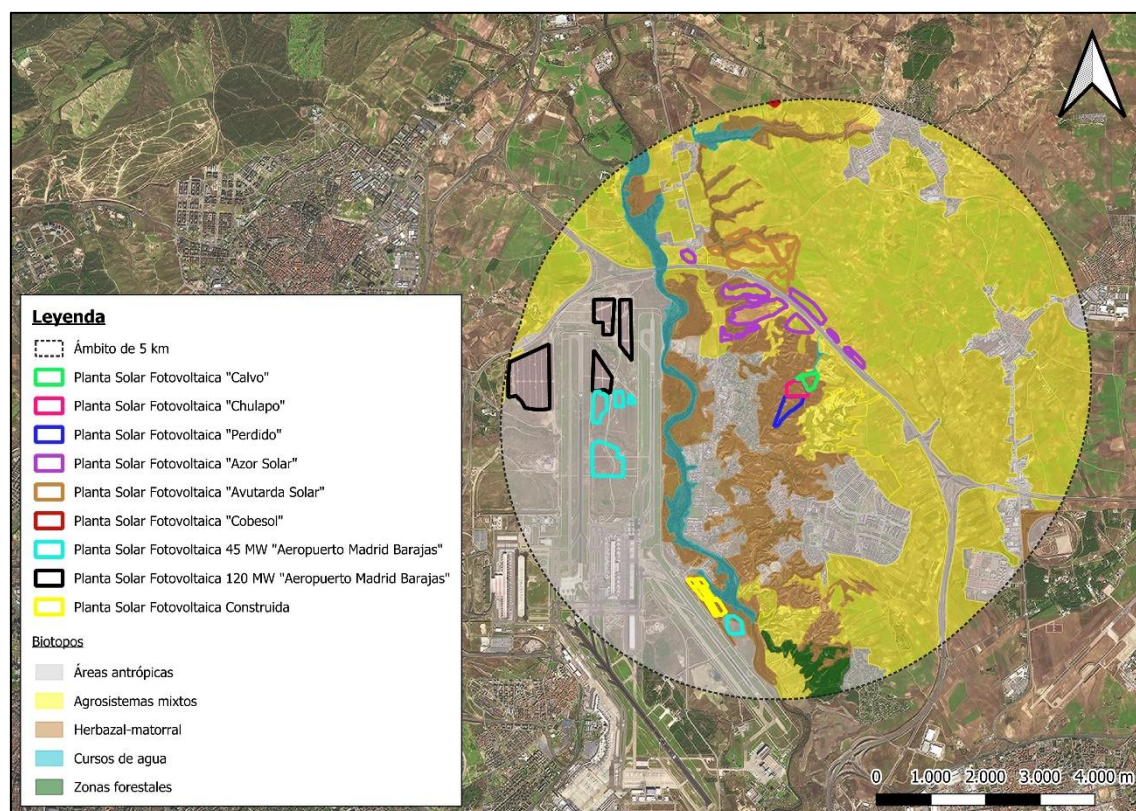 Leyenda
Ámbito de 5 km
Planta Solar Fotovoltaica "Calvo"
Planta Solar Fotovoltaica "Chulapo"
Planta Solar Fotovoltaica "Perdido"
Planta Solar Fotovoltaica "Azor Solar"
Planta Solar Fotovoltaica "Avutarda Solar"
Planta Solar Fotovoltaica "Cobesol"
Planta Solar Fotovoltaica 45 MW "Aeropuerto Madrid Barajas"
Planta Solar Fotovoltaica 120 MW "Aeropuerto Madrid Barajas"
Planta Solar Fotovoltaica Construida
Biotopos
Áreas antrópicas
Agrosistemas mixtos
Herbazal-matorral
Cursos de agua
Zonas forestales
0 1.000 2.000 3.000 4.000 m